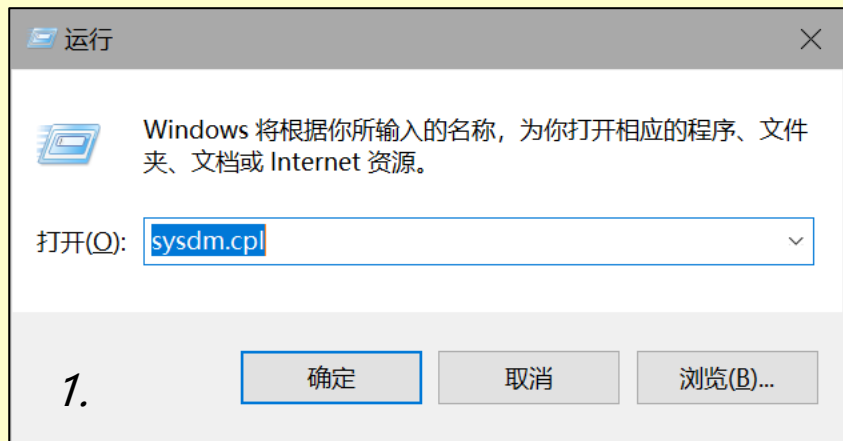 运行
Windows 将根据你所输入的名称，为你打开相应的程序、文件
夹、文档或 Internet 资源。
打开(O):
sysdm.cpl
1.
确定
取消
浏览(B)...